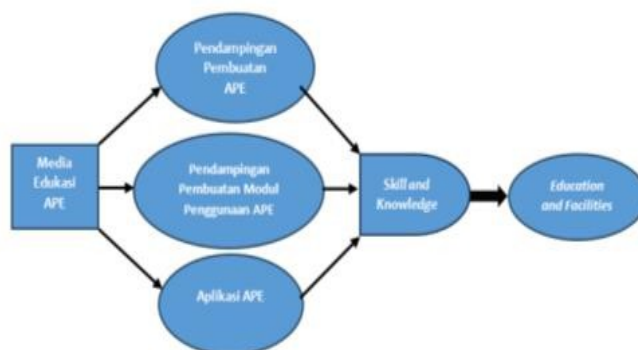 Pendampingan
Pembuatan
APE
Media
Edukasi
APE
Pendampingan
Pembuatan Modul
Penggunaan APE
Aplikasi APE
Skill and
Knowledge
Education
and Facilities